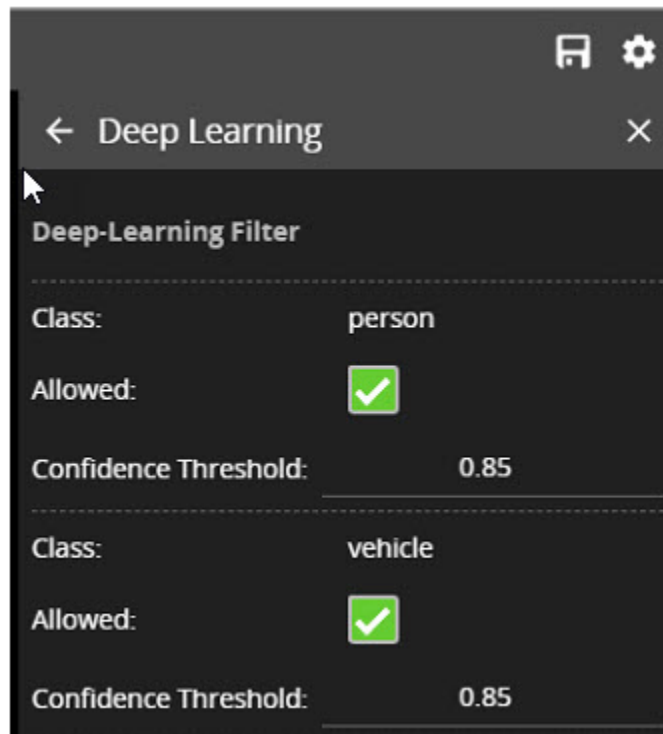 Deep Learning
Deep-Learning Filter
Class: person
Allowed:
Confidence Threshold: 0.85
Class: vehicle
Allowed:
Confidence Threshold: 0.85